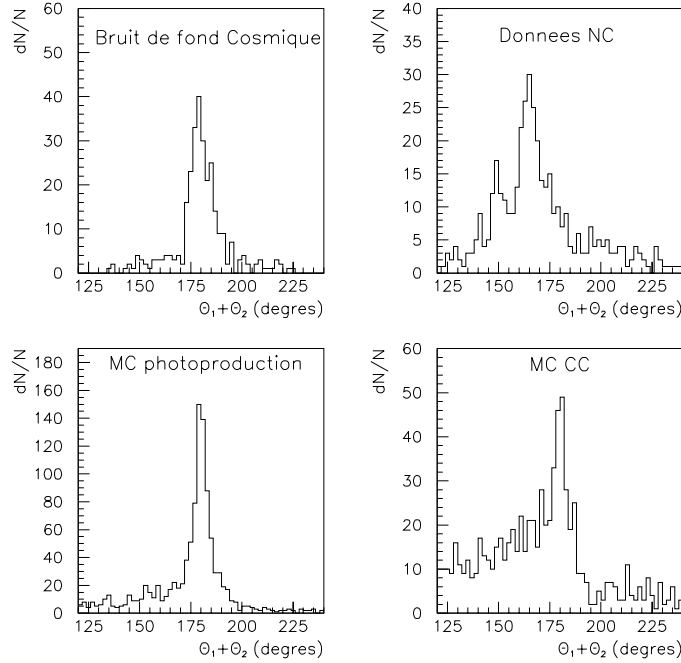 dN/N
60
50
40
30
20
10
0
Bruit de fond Cosmique
125 150 175 200 225
Θ₁+Θ₂ (degres)
dN/N
40
35
30
25
20
15
10
5
0
Donnees NC
125 150 175 200 225
Θ₁+Θ₂ (degres)
dN/N
180
160
140
120
100
80
60
40
20
0
MC photoproduction
125 150 175 200 225
Θ₁+Θ₂ (degres)
dN/N
60
50
40
30
20
10
0
MC CC
125 150 175 200 225
Θ₁+Θ₂ (degres)